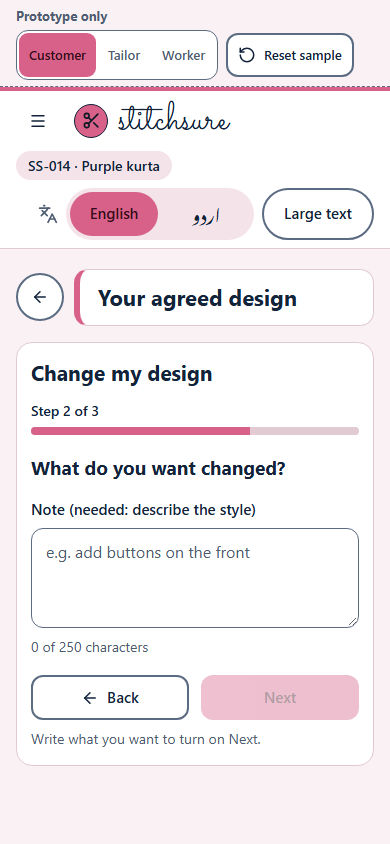 Prototype only
Customer Tailor Worker Reset sample
stitchsure
SS-014 · Purple kurta
English اردو Large text
Your agreed design
Change my design
Step 2 of 3
What do you want changed?
Note (needed: describe the style)
e.g. add buttons on the front
0 of 250 characters
Back Next
Write what you want to turn on Next.